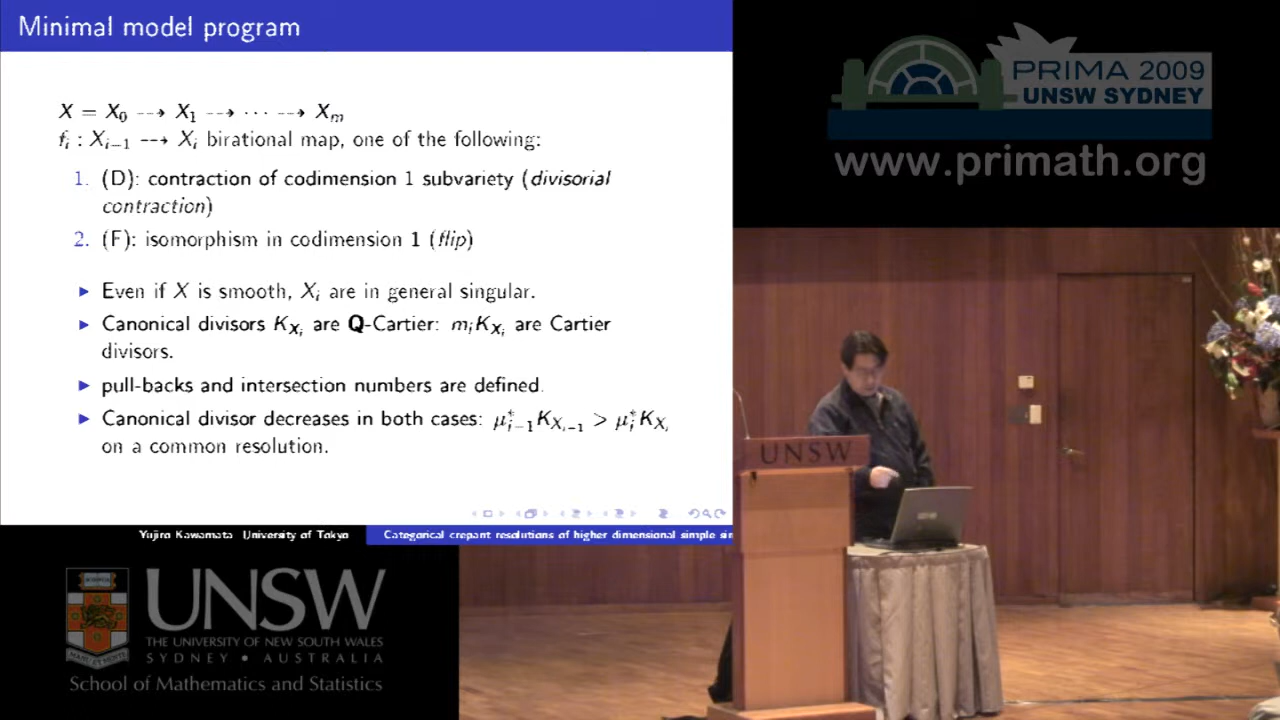 Minimal model program
X = X₀ ⇢ X₁ ⇢ ⋯ ⇢ Xₘ
fᵢ : Xᵢ₋₁ ⇢ Xᵢ birational map, one of the following:
1. (D): contraction of codimension 1 subvariety (divisorial
contraction)
2. (F): isomorphism in codimension 1 (flip)
▶ Even if X is smooth, Xᵢ are in general singular.
▶ Canonical divisors K_{Xᵢ} are Q-Cartier: mᵢK_{Xᵢ} are Cartier
divisors.
▶ pull-backs and intersection numbers are defined.
▶ Canonical divisor decreases in both cases: μ*ᵢ₋₁K_{Xᵢ₋₁} > μ*ᵢK_{Xᵢ}
on a common resolution.
Yujiro Kawamata University of Tokyo
Categorical crepant resolutions of higher dimensional simple sin
PRIMA 2009
UNSW SYDNEY
www.primath.org
UNSW
UNSW
THE UNIVERSITY OF NEW SOUTH WALES
SYDNEY • AUSTRALIA
School of Mathematics and Statistics